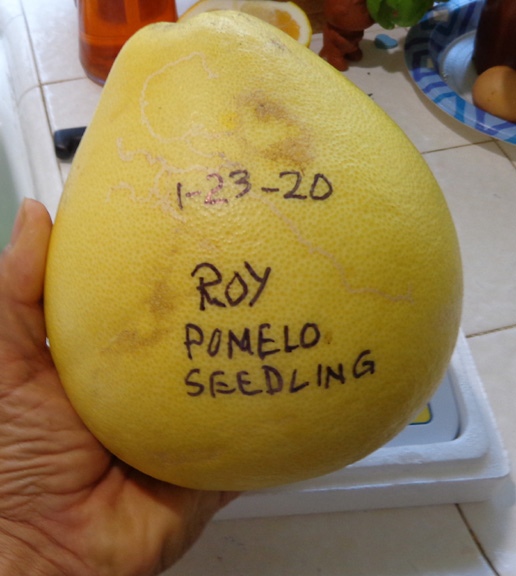 1-23-20
ROY
POMELO
SEEDLING